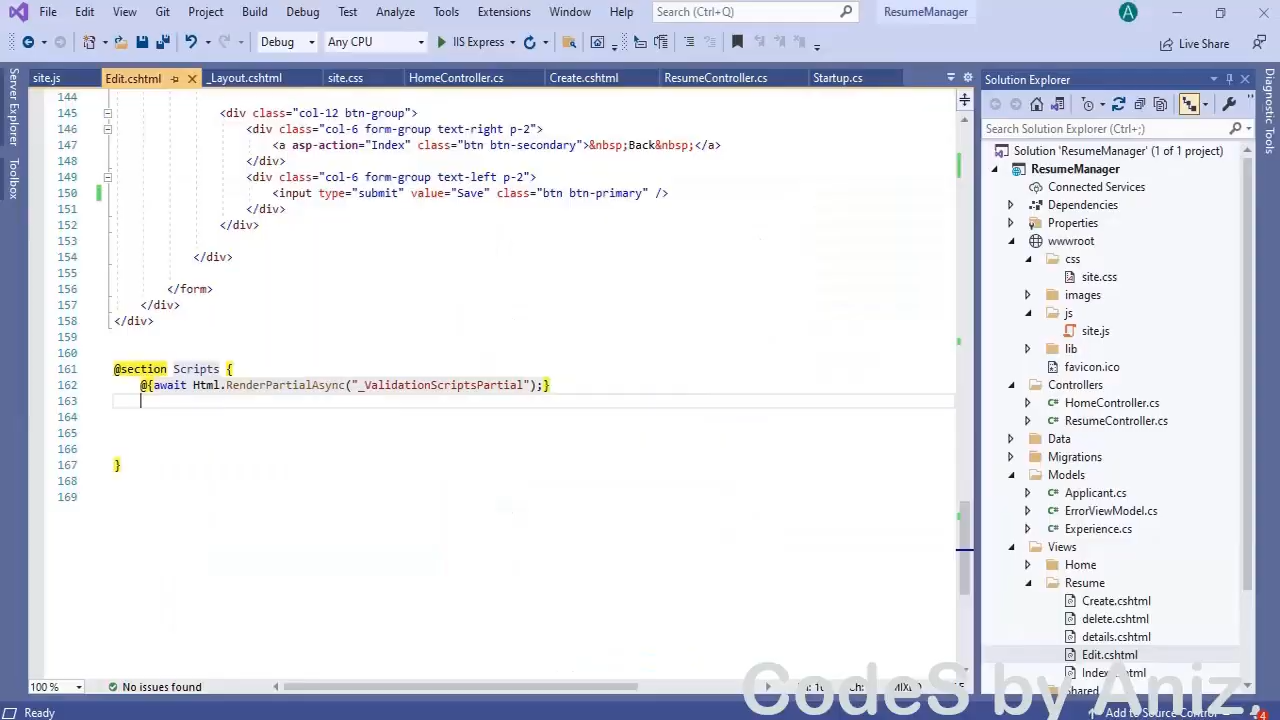 File Edit View Git Project Build Debug Test Analyze Tools Extensions Window Help Search (Ctrl+Q) ResumeManager A
Debug Any CPU IIS Express Live Share
Server Explorer
Toolbox
site.js Edit.cshtml _Layout.cshtml site.css HomeController.cs Create.cshtml ResumeController.cs Startup.cs
144
145 <div class="col-12 btn-group">
146 <div class="col-6 form-group text-right p-2">
147 <a asp-action="Index" class="btn btn-secondary">&nbsp;Back&nbsp;</a>
148 </div>
149 <div class="col-6 form-group text-left p-2">
150 <input type="submit" value="Save" class="btn btn-primary" />
151 </div>
152 </div>
153
154 </div>
155
156 </form>
157 </div>
158 </div>
159
160
161 @section Scripts {
162 @{await Html.RenderPartialAsync("_ValidationScriptsPartial");}
163
164
165
166
167 }
168
169
100 % No issues found
Ready
Solution Explorer
Search Solution Explorer (Ctrl+;)
Solution 'ResumeManager' (1 of 1 project)
ResumeManager
Connected Services
Dependencies
Properties
wwwroot
css
site.css
images
js
site.js
lib
favicon.ico
Controllers
C# HomeController.cs
C# ResumeController.cs
Data
Migrations
Models
C# Applicant.cs
C# ErrorViewModel.cs
C# Experience.cs
Views
Home
Resume
Create.cshtml
delete.cshtml
details.cshtml
Edit.cshtml
Index.cshtml
Shared
Add to Source Control
4
Diagnostic Tools
CodeS by Aniz